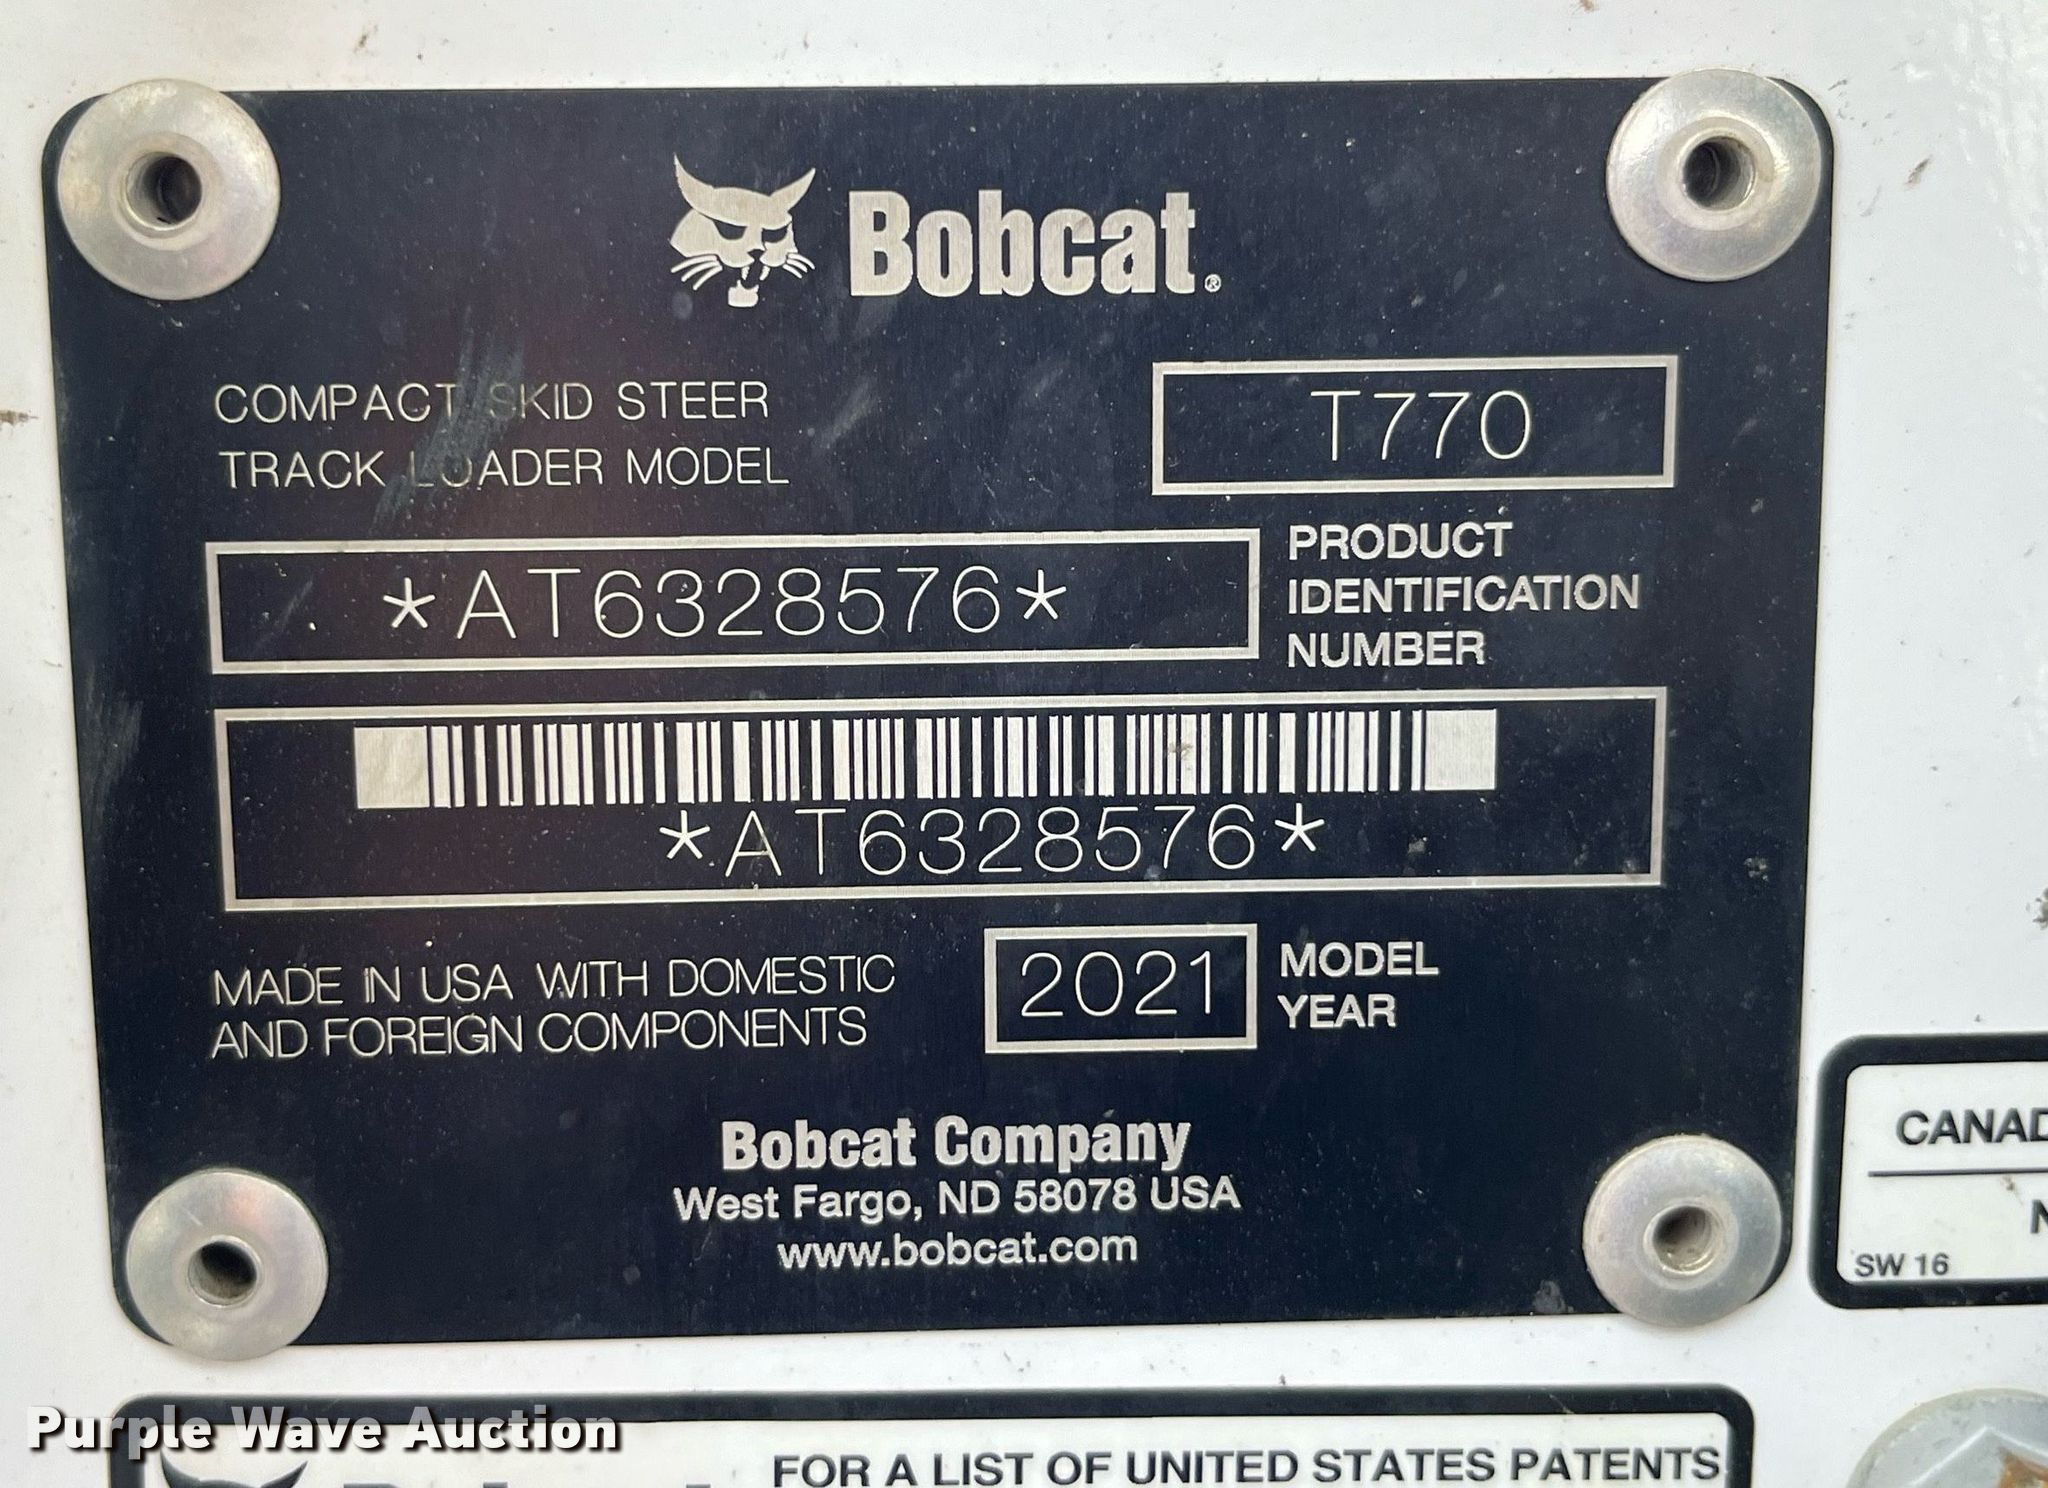 Bobcat®
COMPACT SKID STEER
TRACK LOADER MODEL
T770
*AT6328576*
PRODUCT
IDENTIFICATION
NUMBER
*AT6328576*
MADE IN USA WITH DOMESTIC
AND FOREIGN COMPONENTS
2021
MODEL
YEAR
Bobcat Company
West Fargo, ND 58078 USA
www.bobcat.com
SW 16
Purple Wave Auction
FOR A LIST OF UNITED STATES PATENTS